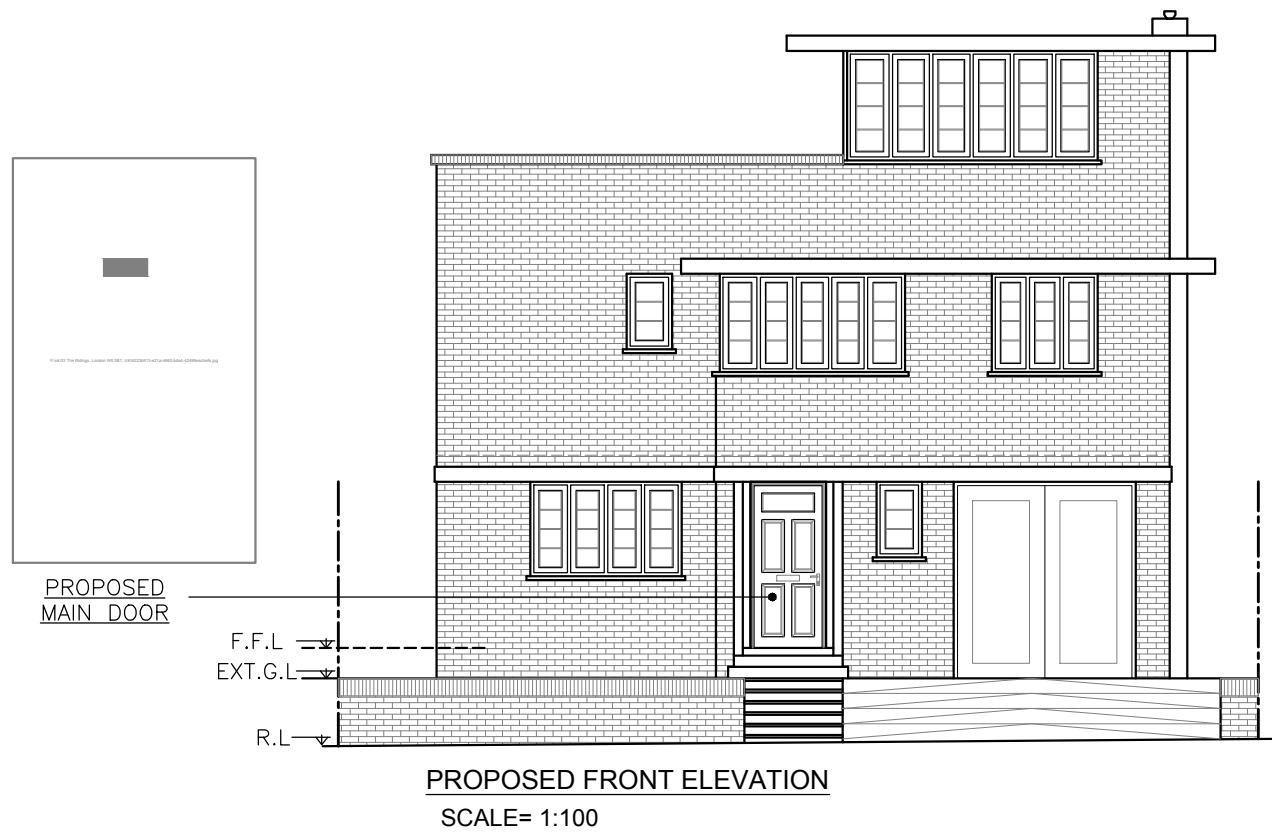 PROPOSED
MAIN DOOR
F.F.L
EXT.G.L
R.L
PROPOSED FRONT ELEVATION
SCALE= 1:100